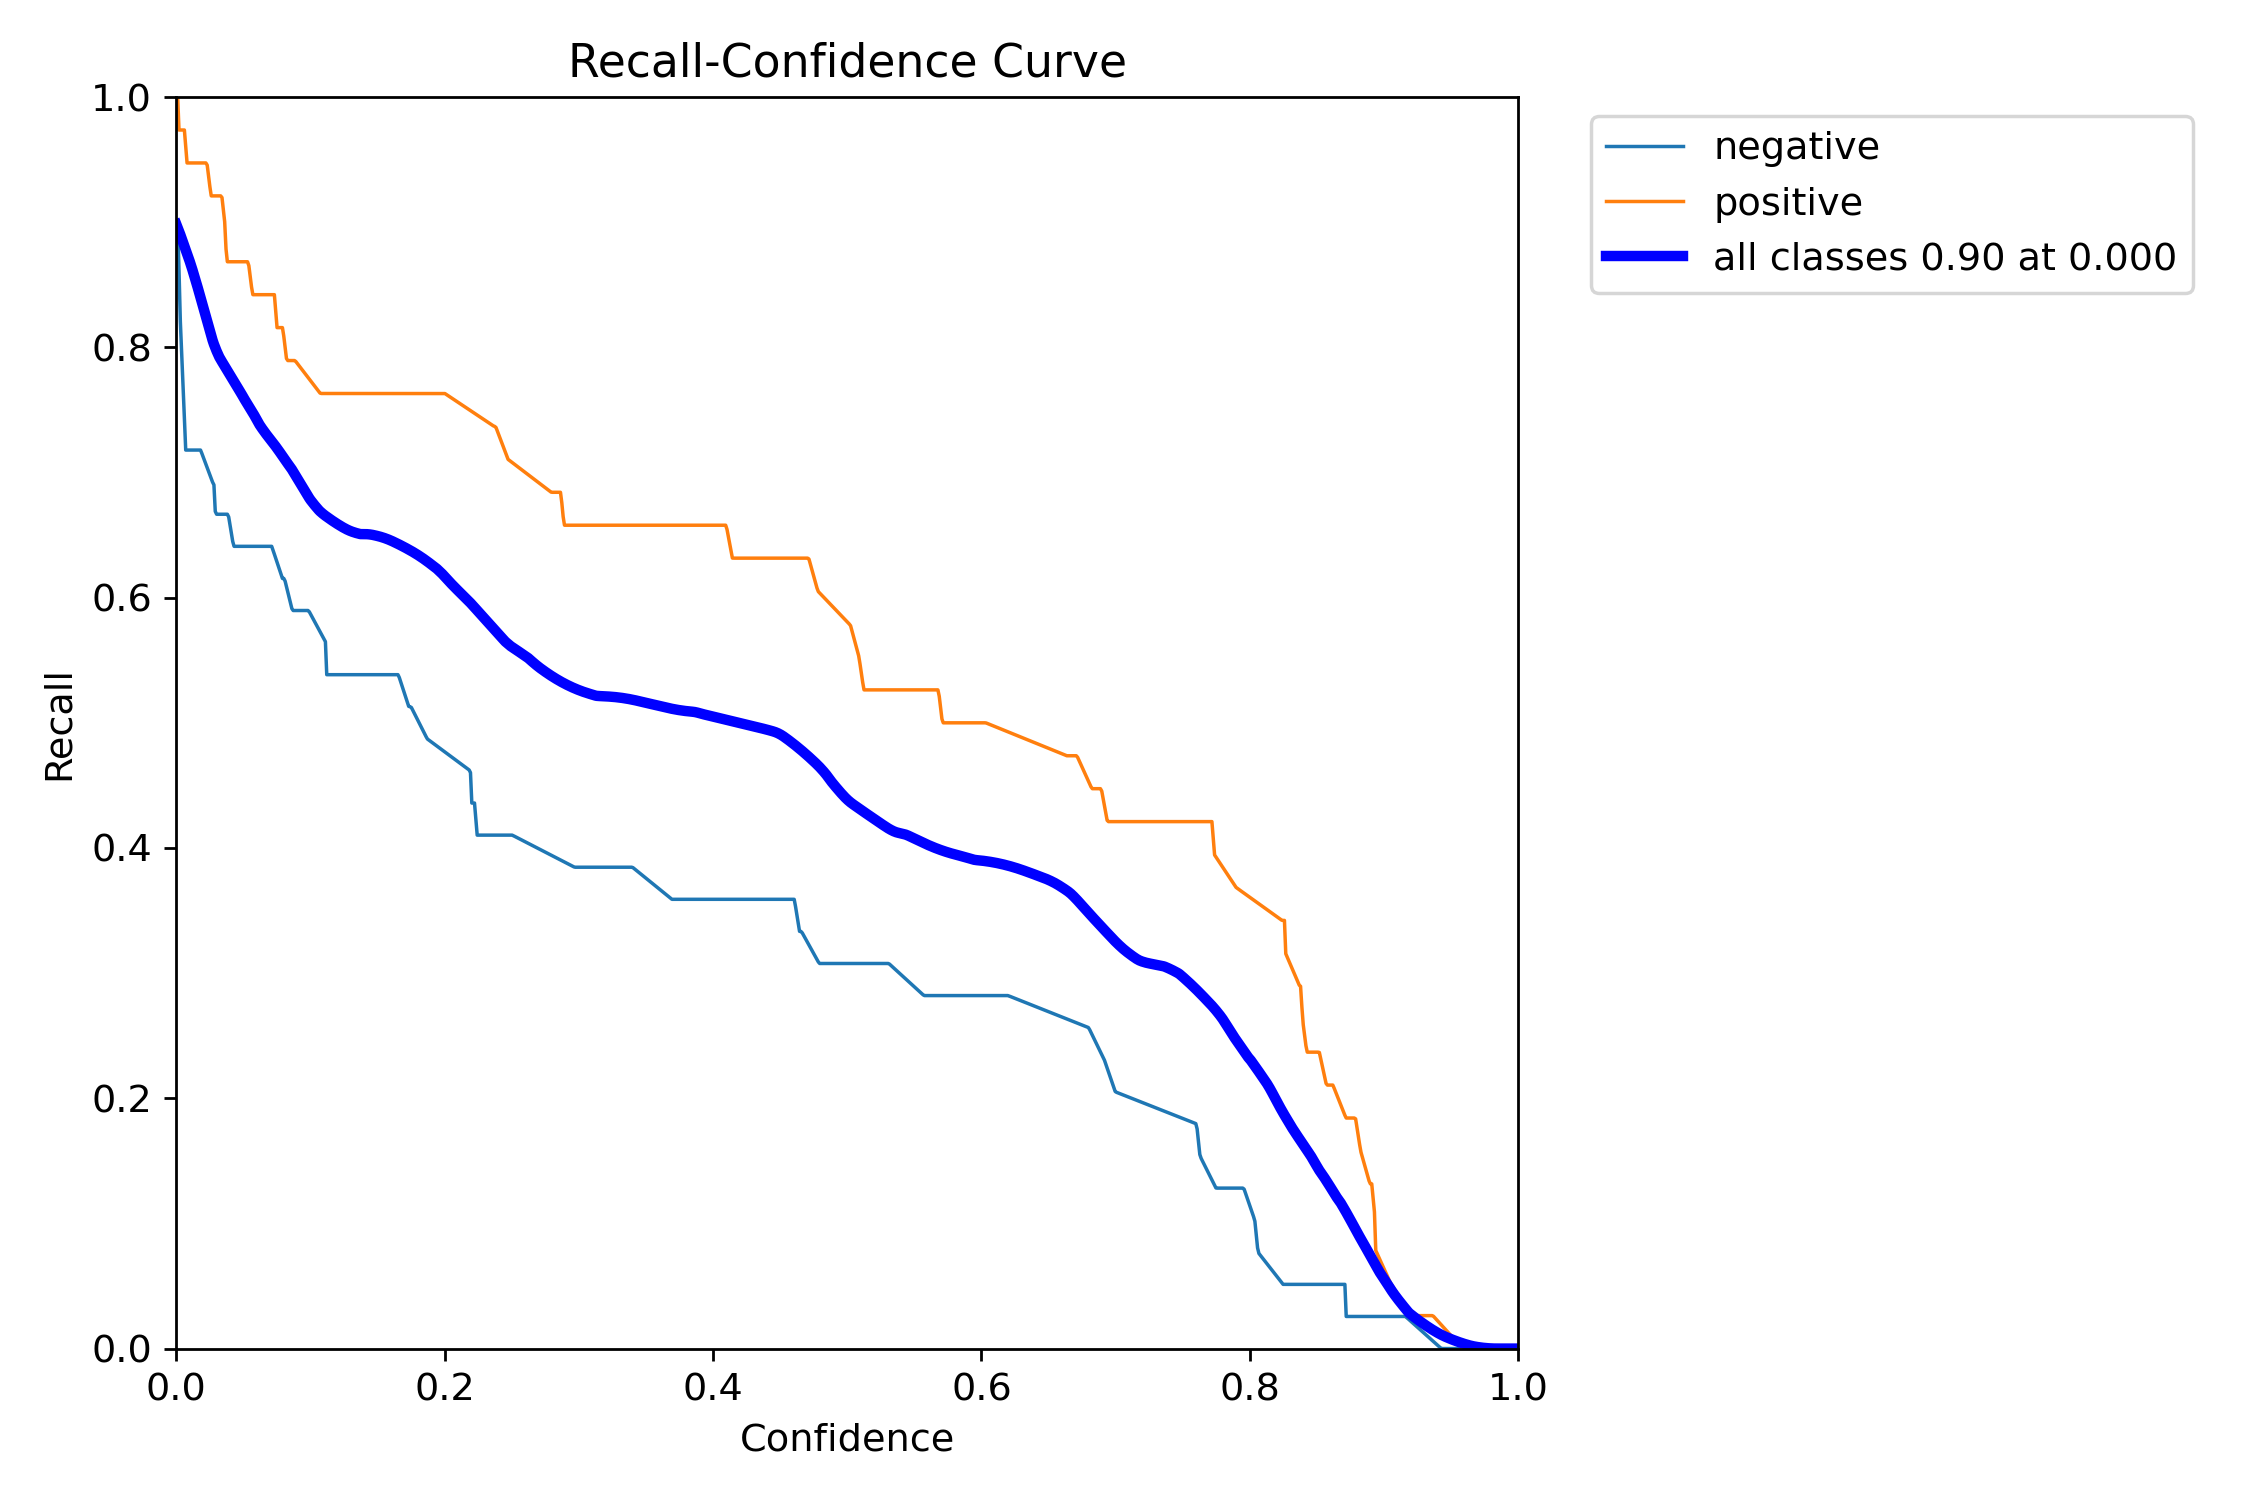 Recall-Confidence Curve
1.0
0.8
0.6
0.4
0.2
0.0
Recall
0.0 0.2 0.4 0.6 0.8 1.0
Confidence
negative
positive
all classes 0.90 at 0.000